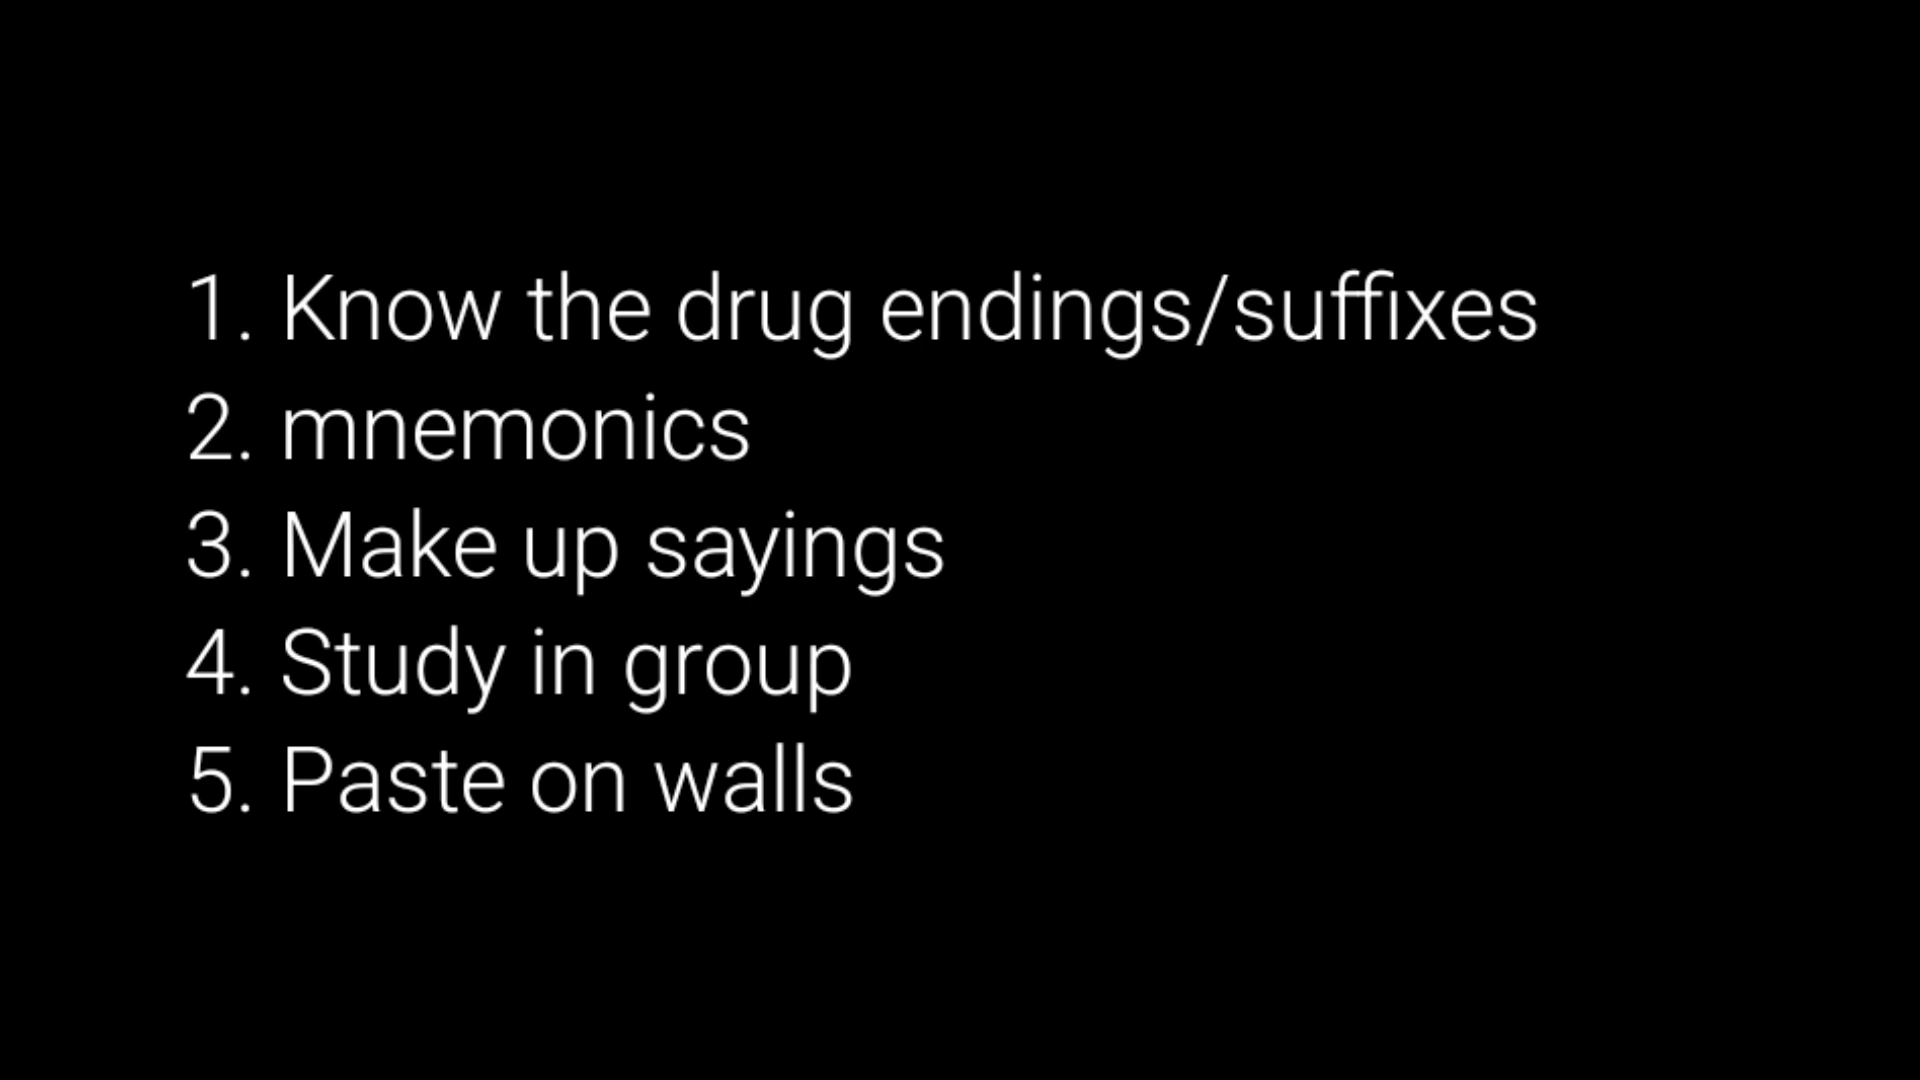 1. Know the drug endings/suffixes
2. mnemonics
3. Make up sayings
4. Study in group
5. Paste on walls